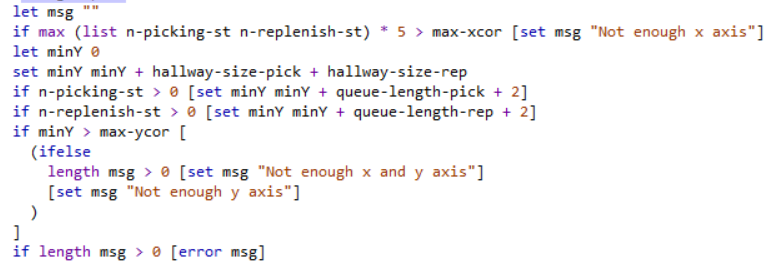 let msg ""
if max (list n-picking-st n-replenish-st) * 5 > max-xcor [set msg "Not enough x axis"]
let minY 0
set minY minY + hallway-size-pick + hallway-size-rep
if n-picking-st > 0 [set minY minY + queue-length-pick + 2]
if n-replenish-st > 0 [set minY minY + queue-length-rep + 2]
if minY > max-ycor [
  (ifelse
    length msg > 0 [set msg "Not enough x and y axis"]
    [set msg "Not enough y axis"]
  )
]
if length msg > 0 [error msg]